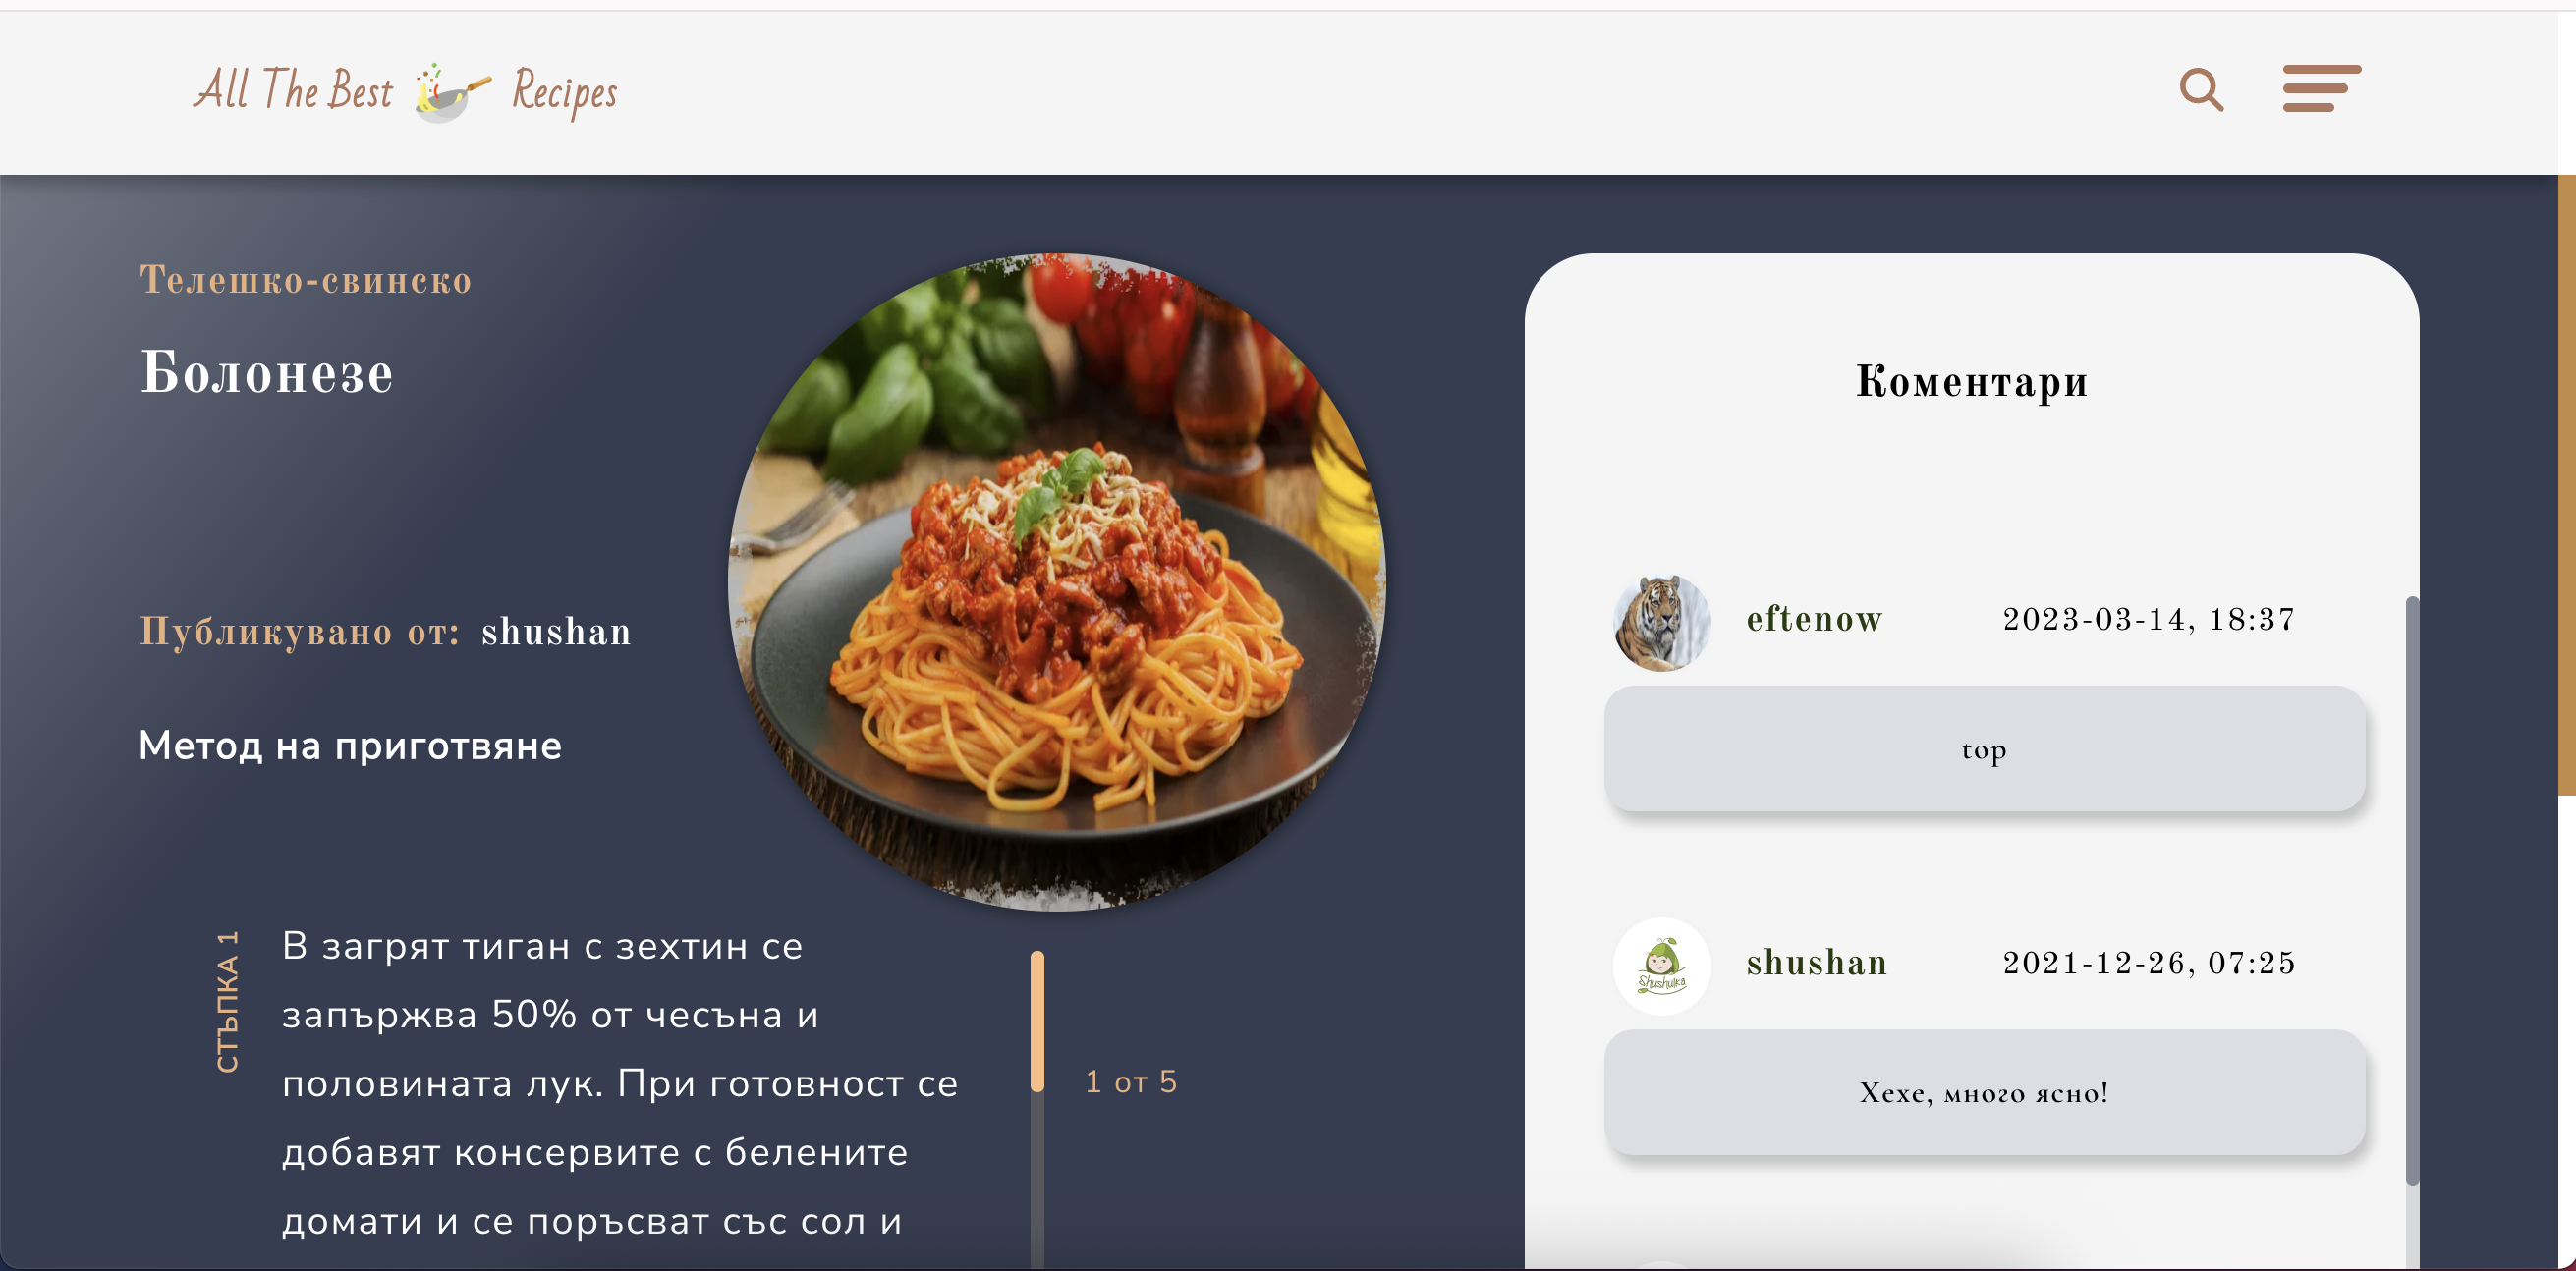 All The Best Recipes
Телешко-свинско
Болонезе
Публикувано от: shushan
Метод на приготвяне
СТЪПКА 1
В загрят тиган с зехтин се
запържва 50% от чесъна и
половината лук. При готовност се
добавят консервите с белените
домати и се поръсват със сол и
1 от 5
Коментари
eftenow 2023-03-14, 18:37
top
Shushulka
shushan 2021-12-26, 07:25
Хехе, много ясно!